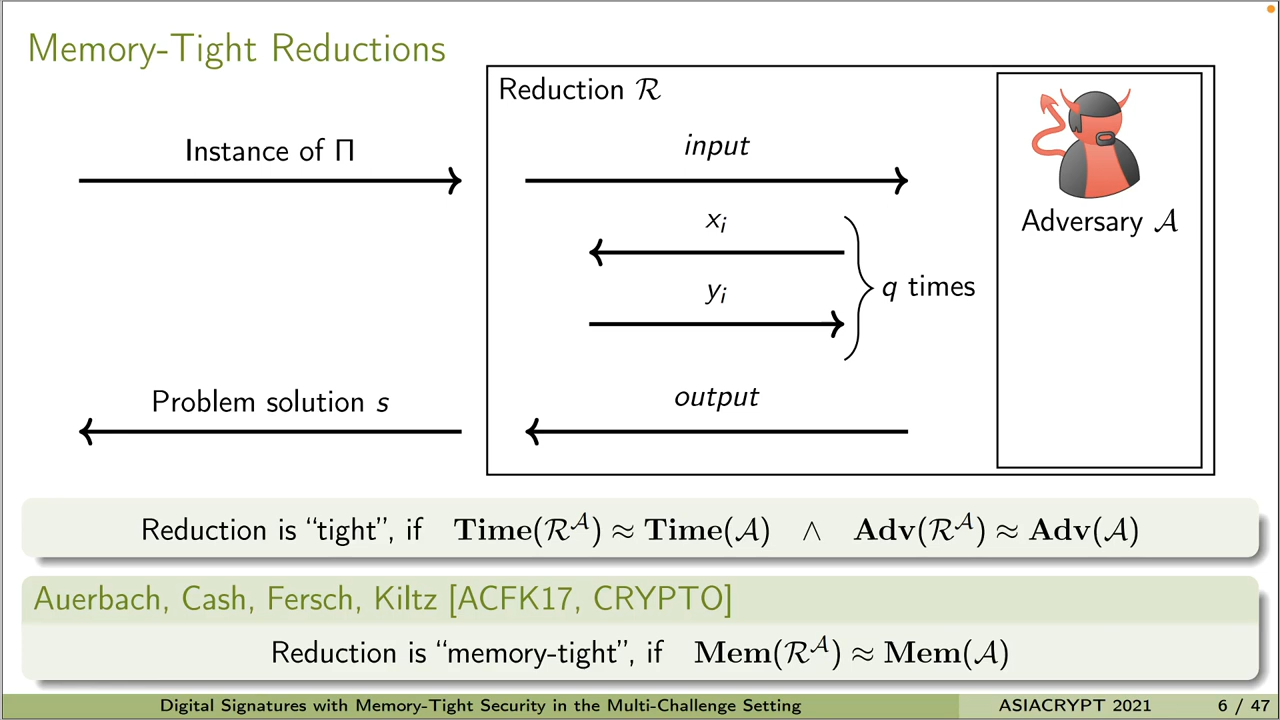 Memory-Tight Reductions
Reduction ℛ
Instance of Π
input
xᵢ
Adversary 𝒜
yᵢ
q times
Problem solution s
output
Reduction is “tight”, if Time(ℛ^𝒜) ≈ Time(𝒜) ∧ Adv(ℛ^𝒜) ≈ Adv(𝒜)
Auerbach, Cash, Fersch, Kiltz [ACFK17, CRYPTO]
Reduction is “memory-tight”, if Mem(ℛ^𝒜) ≈ Mem(𝒜)
Digital Signatures with Memory-Tight Security in the Multi-Challenge Setting ASIACRYPT 2021 6 / 47